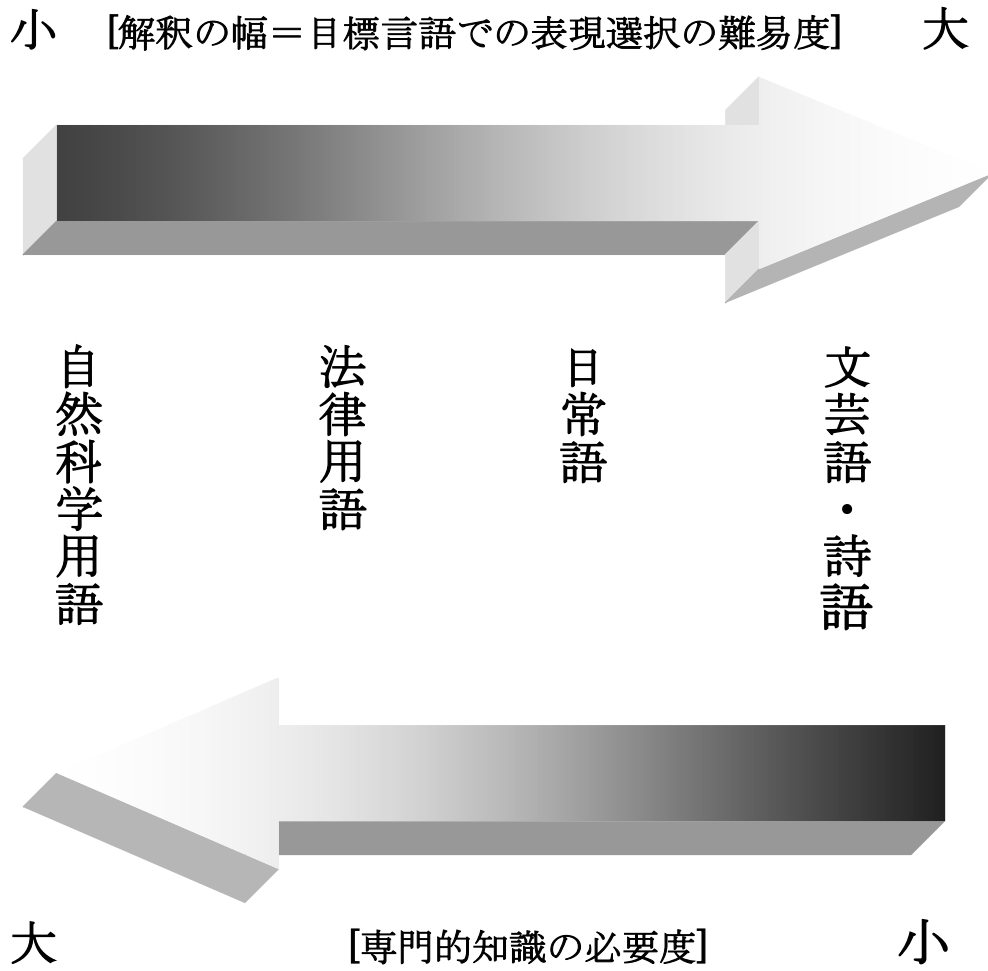 小 [解釈の幅＝目標言語での表現選択の難易度] 大
自然科学用語
法律用語
日常語
文芸語・詩語
大 [専門的知識の必要度] 小